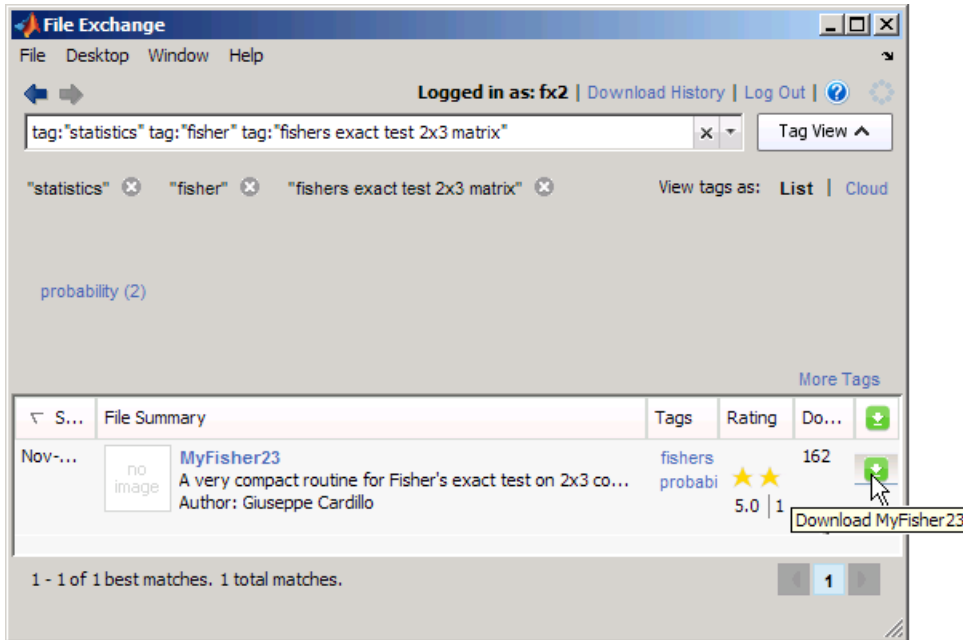 File Exchange
File Desktop Window Help
Logged in as: fx2 | Download History | Log Out |
tag:"statistics" tag:"fisher" tag:"fishers exact test 2x3 matrix"
Tag View
"statistics" "fisher" "fishers exact test 2x3 matrix" View tags as: List | Cloud
probability (2)
More Tags
S... File Summary Tags Rating Do...
Nov-... no image MyFisher23 fishers 162
A very compact routine for Fisher's exact test on 2x3 co... probabi
Author: Giuseppe Cardillo 5.0 | 1
Download MyFisher23
1 - 1 of 1 best matches. 1 total matches. 1